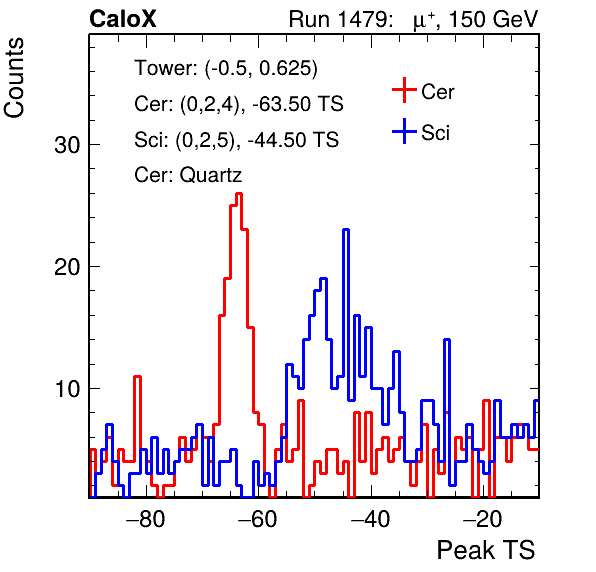 CaloX
Run 1479: μ⁺, 150 GeV
Counts
Tower: (-0.5, 0.625)
Cer: (0,2,4), -63.50 TS
Sci: (0,2,5), -44.50 TS
Cer: Quartz
Cer
Sci
30
20
10
−80 −60 −40 −20
Peak TS